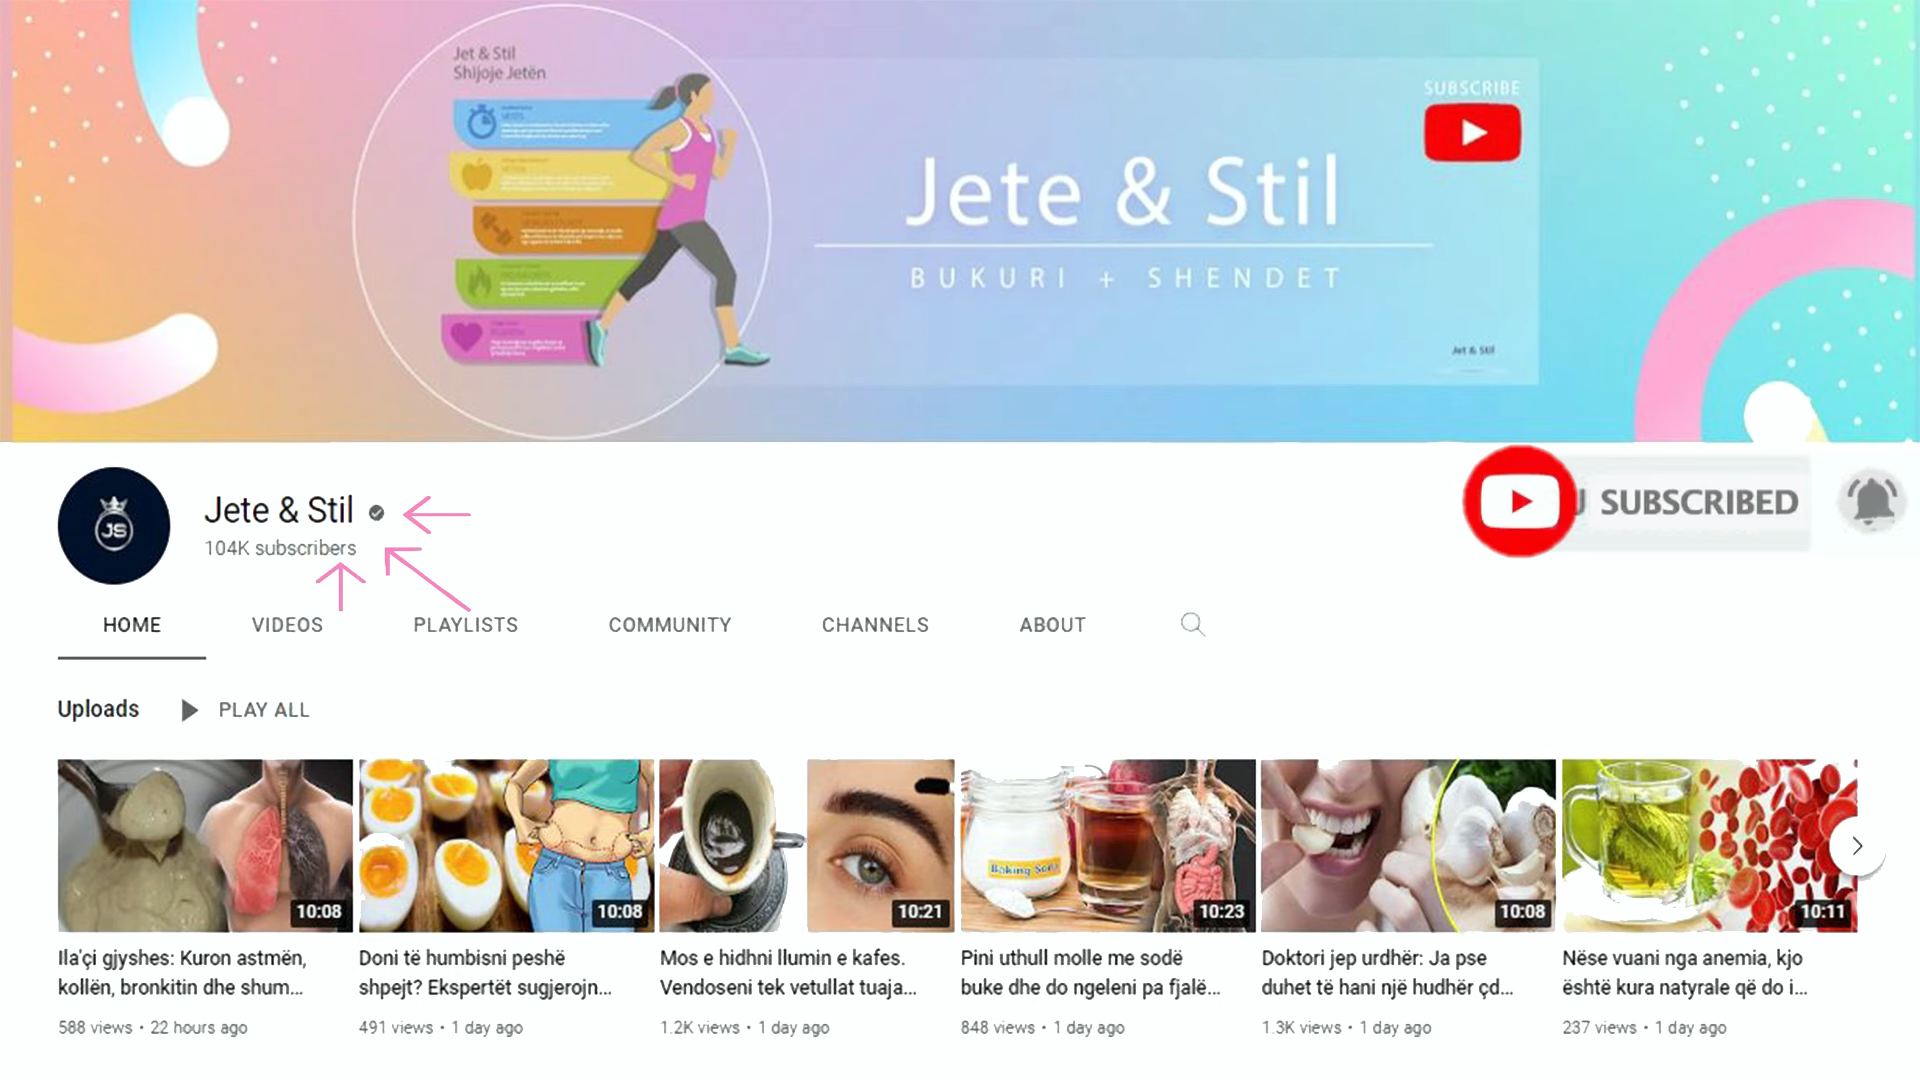 Jet & Stil
Shijoje Jetën
SUBSCRIBE
Jete & Stil
BUKURI + SHENDET
Jet & Stil
JS
Jete & Stil
104K subscribers
SUBSCRIBED
HOME
VIDEOS
PLAYLISTS
COMMUNITY
CHANNELS
ABOUT
Uploads
PLAY ALL
10:08
10:08
10:21
Baking Soda
10:23
10:08
10:11
Ila'çi gjyshes: Kuron astmën,
kollën, bronkitin dhe shum...
588 views • 22 hours ago
Doni të humbisni peshë
shpejt? Ekspertët sugjerojn...
491 views • 1 day ago
Mos e hidhni llumin e kafes.
Vendoseni tek vetullat tuaja...
1.2K views • 1 day ago
Pini uthull molle me sodë
buke dhe do ngeleni pa fjalë...
848 views • 1 day ago
Doktori jep urdhër: Ja pse
duhet të hani një hudhër çd...
1.3K views • 1 day ago
Nëse vuani nga anemia, kjo
është kura natyrale që do i...
237 views • 1 day ago